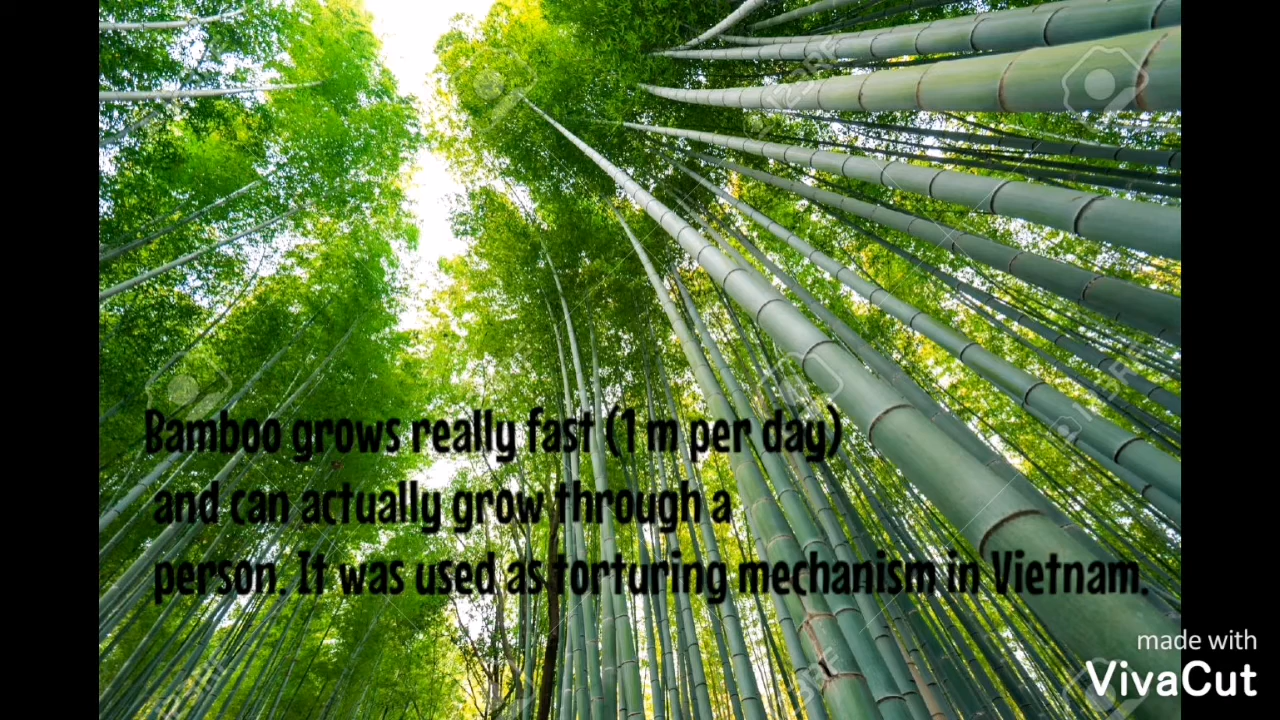 Bamboo grows really fast (1 m per day)
and can actually grow through a
person. It was used as torturing mechanism in Vietnam.
made with
VivaCut